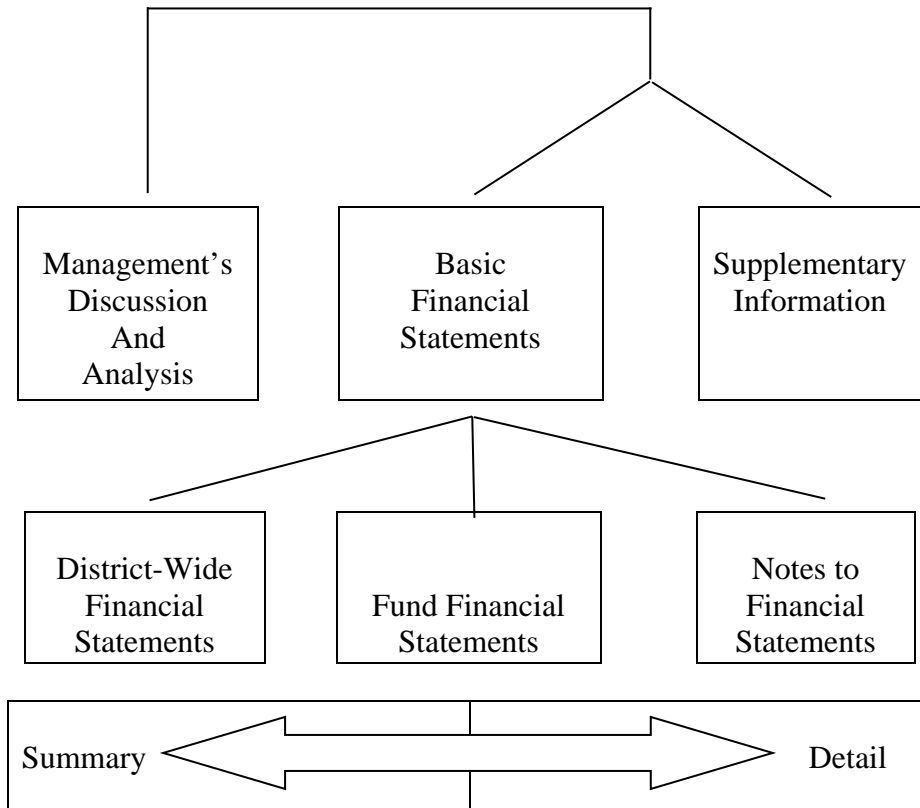 Management’s
Discussion
And
Analysis
Basic
Financial
Statements
Supplementary
Information
District-Wide
Financial
Statements
Fund Financial
Statements
Notes to
Financial
Statements
Summary
Detail